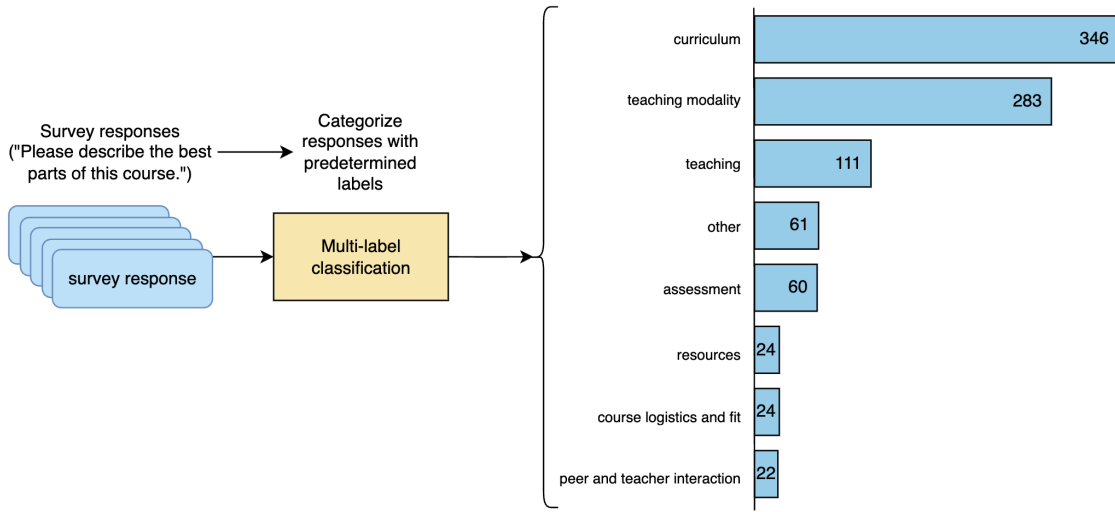 Survey responses
("Please describe the best
parts of this course.")
Categorize
responses with
predetermined
labels
survey response
Multi-label
classification
curriculum
346
teaching modality
283
teaching
111
other
61
assessment
60
resources
24
course logistics and fit
24
peer and teacher interaction
22